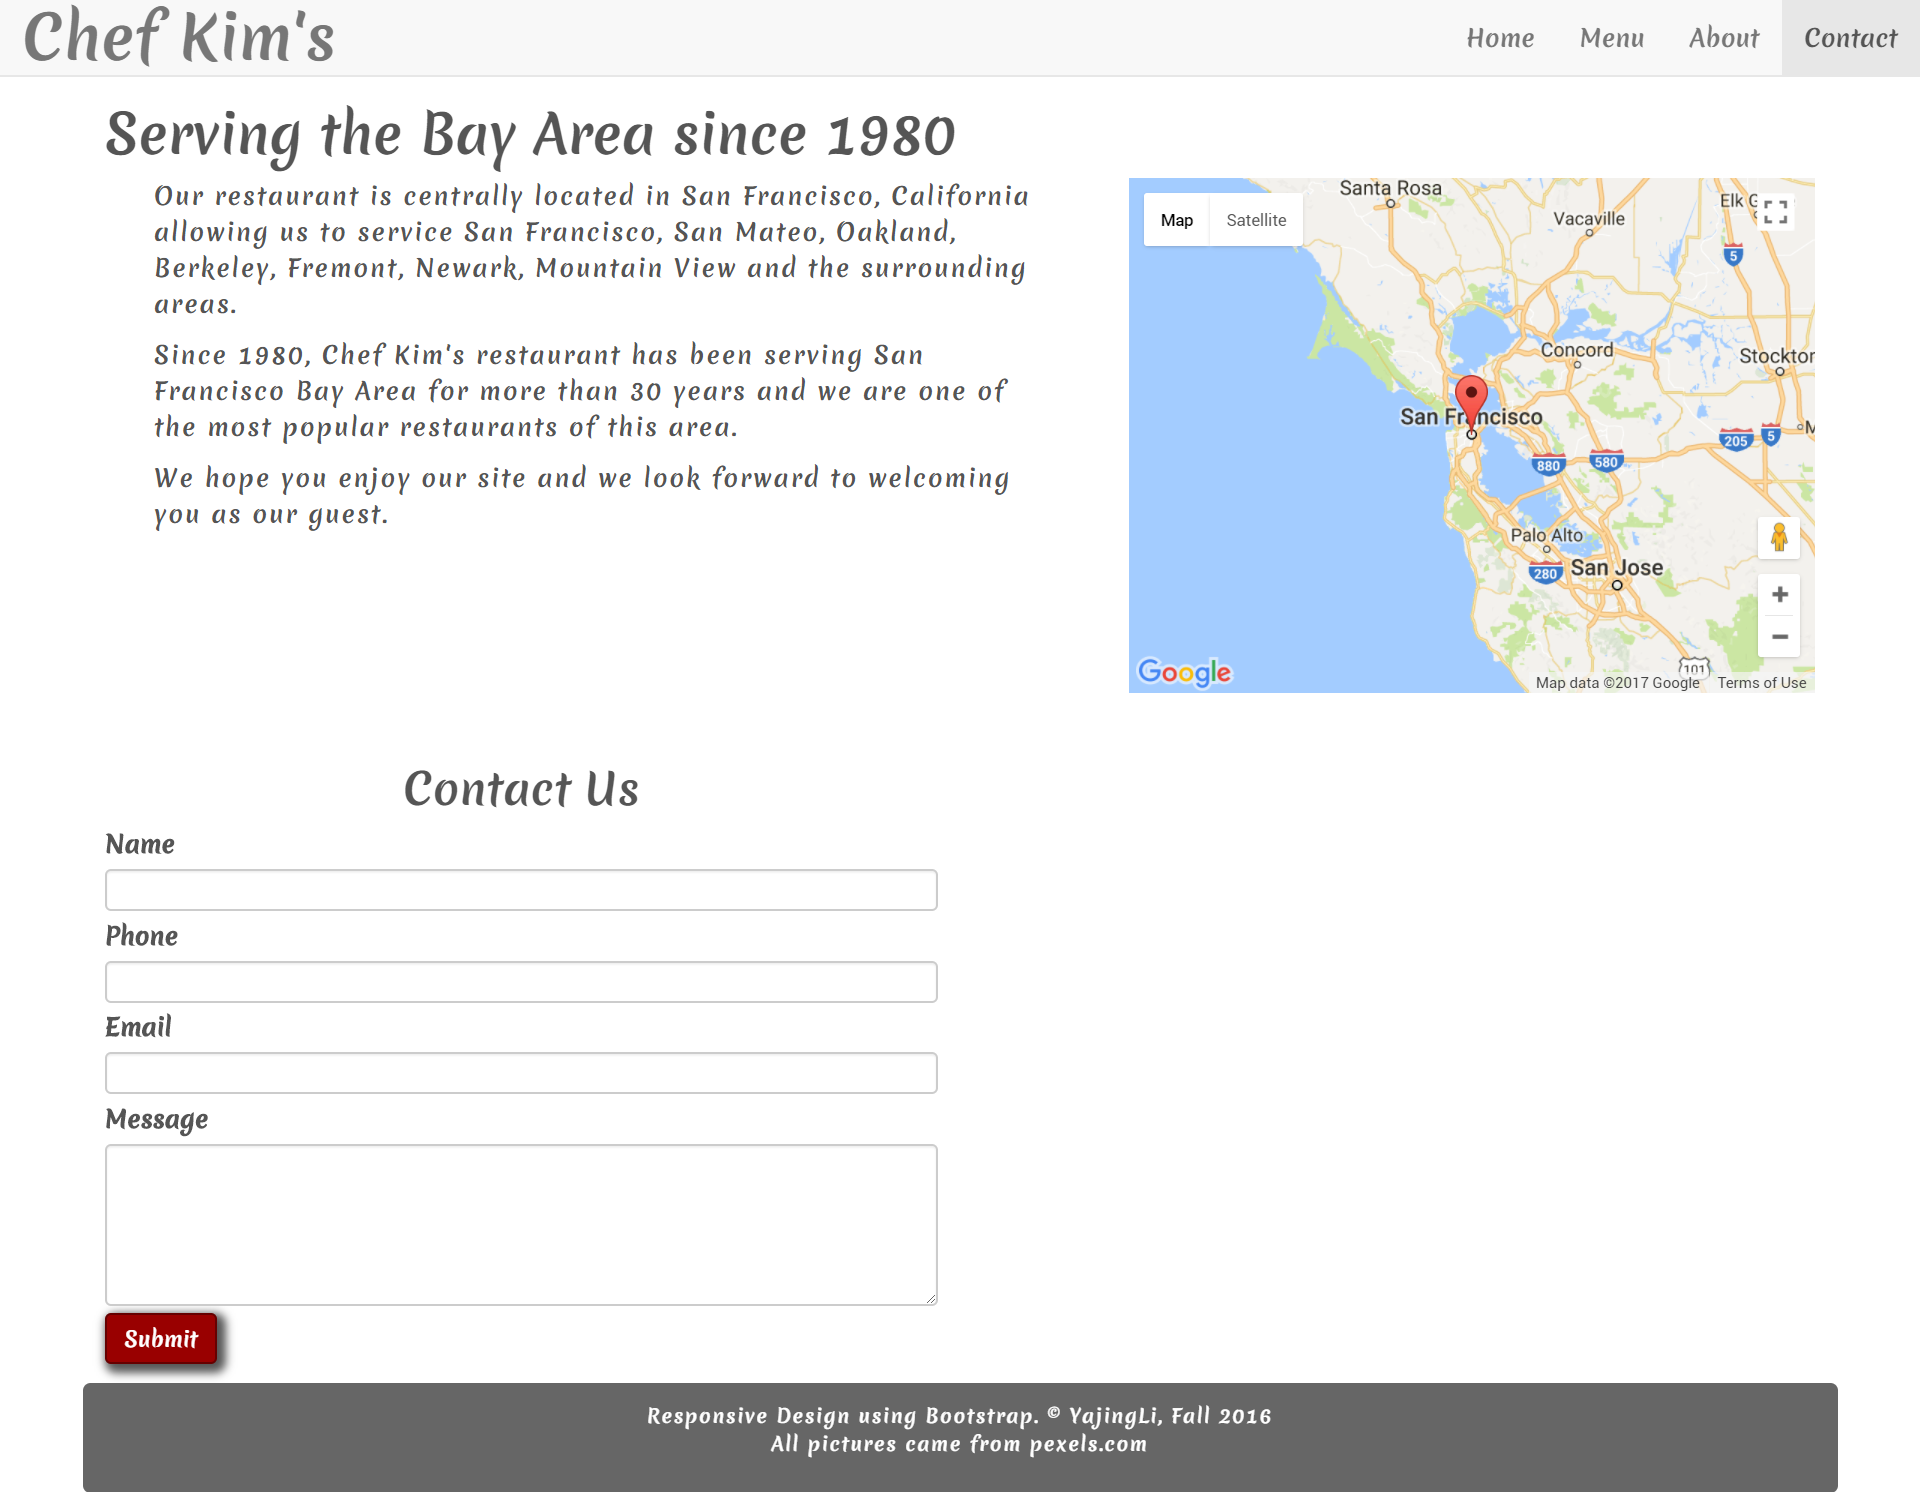 Chef Kim's
Home
Menu
About
Contact
Serving the Bay Area since 1980
Our restaurant is centrally located in San Francisco, California
allowing us to service San Francisco, San Mateo, Oakland,
Berkeley, Fremont, Newark, Mountain View and the surrounding
areas.
Since 1980, Chef Kim's restaurant has been serving San
Francisco Bay Area for more than 30 years and we are one of
the most popular restaurants of this area.
We hope you enjoy our site and we look forward to welcoming
you as our guest.
Map
Satellite
Santa Rosa
Vacaville
Elk G
5
Concord
Stockton
San Francisco
M
205
5
880
580
Palo Alto
280
San Jose
101
Google
Map data ©2017 Google
Terms of Use
Contact Us
Name
Phone
Email
Message
Submit
Responsive Design using Bootstrap. © YajingLi, Fall 2016
All pictures came from pexels.com